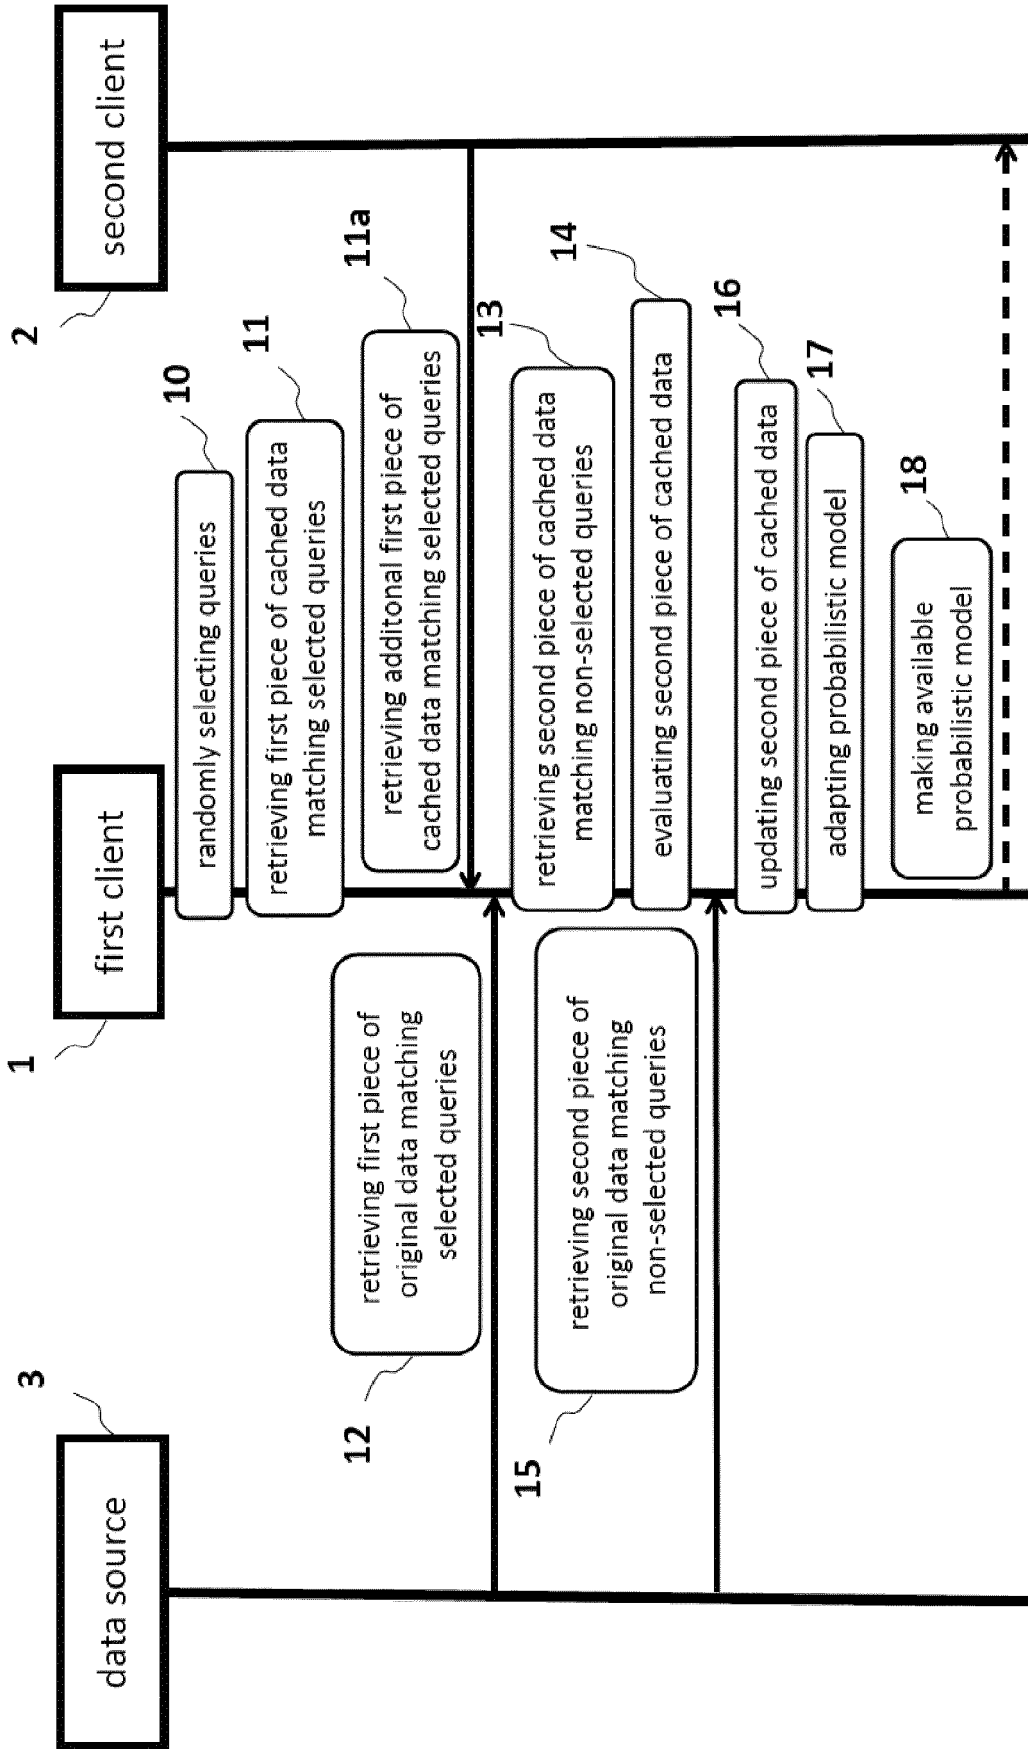 data source
3
first client
1
second client
2
randomly selecting queries
10
retrieving first piece of cached data
matching selected queries
11
retrieving additonal first piece of
cached data matching selected queries
11a
retrieving first piece of
original data matching
selected queries
12
retrieving second piece of cached data
matching non-selected queries
13
evaluating second piece of cached data
14
retrieving second piece of
original data matching
non-selected queries
15
updating second piece of cached data
16
adapting probabilistic model
17
making available
probabilistic model
18